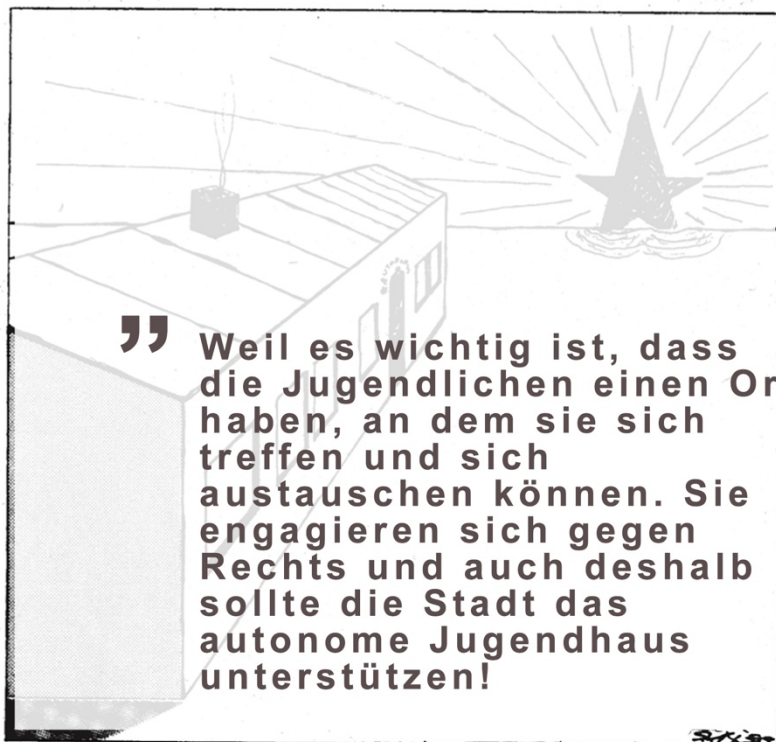 ” Weil es wichtig ist, dass
die Jugendlichen einen Or
haben, an dem sie sich
treffen und sich
austauschen können. Sie
engagieren sich gegen
Rechts und auch deshalb
sollte die Stadt das
autonome Jugendhaus
unterstützen!